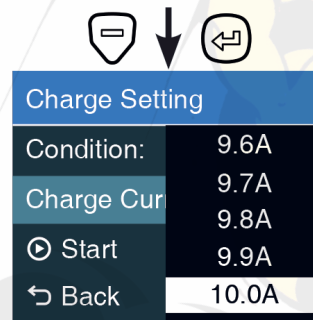 Charge Setting
Condition:
9.6A
9.7A
Charge Cur
9.8A
9.9A
Start
Back
10.0A